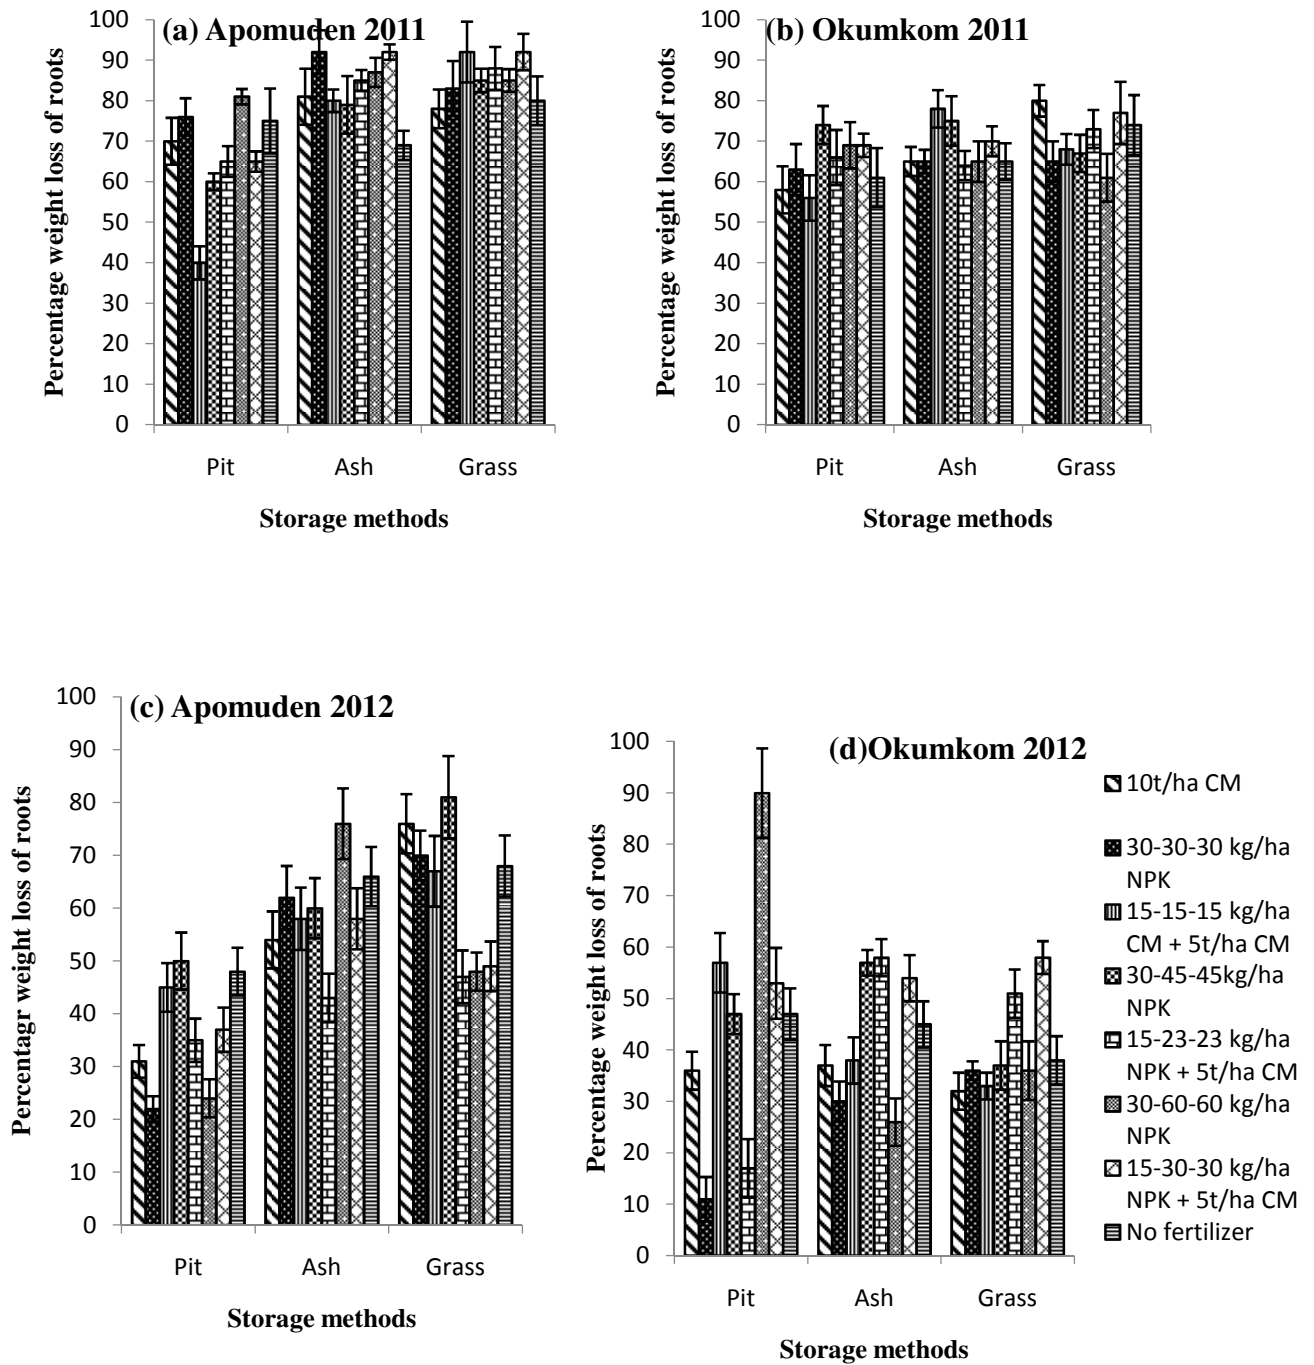 (a) Apomuden 2011
Percentage weight loss of roots
100
90
80
70
60
50
40
30
20
10
0
Pit Ash Grass
Storage methods
(b) Okumkom 2011
Percentage weight loss of roots
100
90
80
70
60
50
40
30
20
10
0
Pit Ash Grass
Storage methods
(c) Apomuden 2012
Percentagr weight loss of roots
100
90
80
70
60
50
40
30
20
10
0
Pit Ash Grass
Storage methods
(d)Okumkom 2012
Percentage weight loss of roots
100
90
80
70
60
50
40
30
20
10
0
Pit Ash Grass
Storage methods
10t/ha CM
30-30-30 kg/ha
NPK
15-15-15 kg/ha
CM + 5t/ha CM
30-45-45kg/ha
NPK
15-23-23 kg/ha
NPK + 5t/ha CM
30-60-60 kg/ha
NPK
15-30-30 kg/ha
NPK + 5t/ha CM
No fertilizer